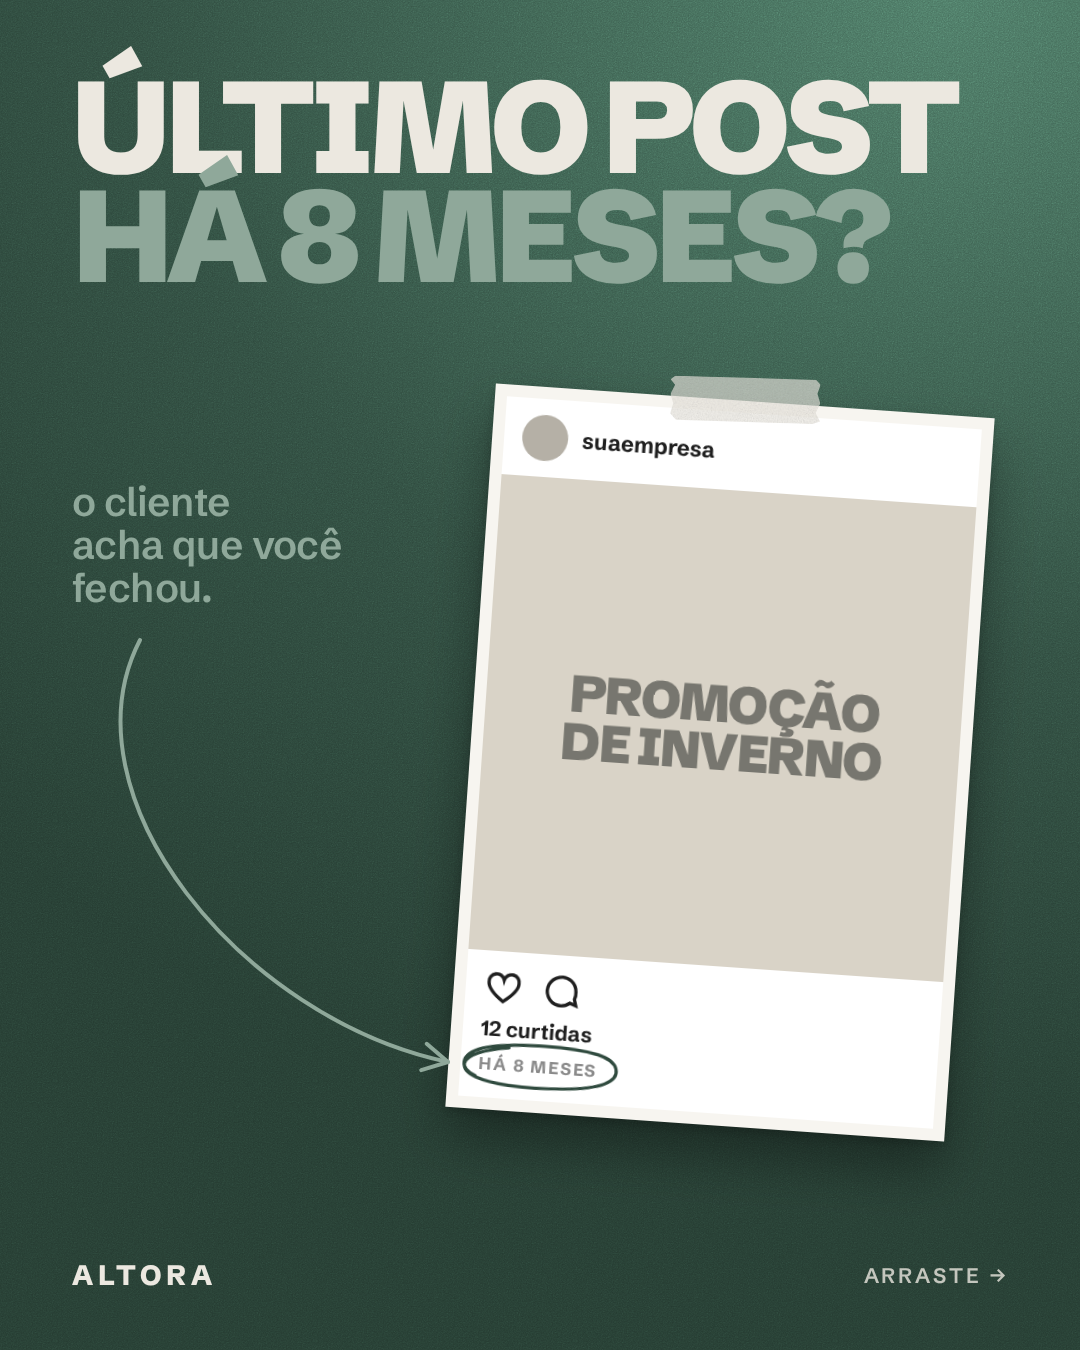 ÚLTIMO POST
HÁ 8 MESES?
suaempresa
o cliente
acha que você
fechou.
PROMOÇÃO
DE INVERNO
12 curtidas
HÁ 8 MESES
ALTORA
ARRASTE →